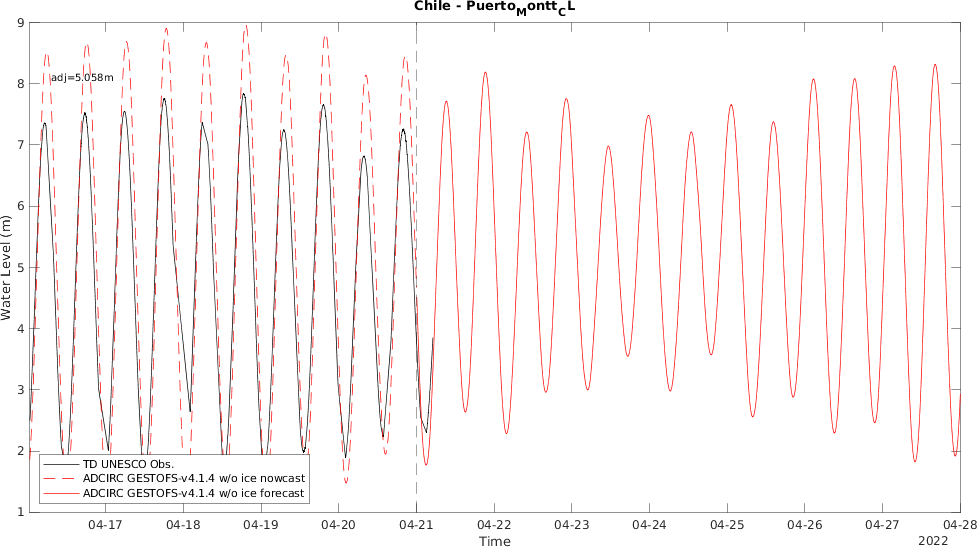 Chile - PuertoMonttCL
9
8
7
6
5
4
3
2
1
Water Level (m)
adj=5.058m
TD UNESCO Obs.
ADCIRC GESTOFS-v4.1.4 w/o ice nowcast
ADCIRC GESTOFS-v4.1.4 w/o ice forecast
04-17 04-18 04-19 04-20 04-21 04-22 04-23 04-24 04-25 04-26 04-27 04-28
Time
2022